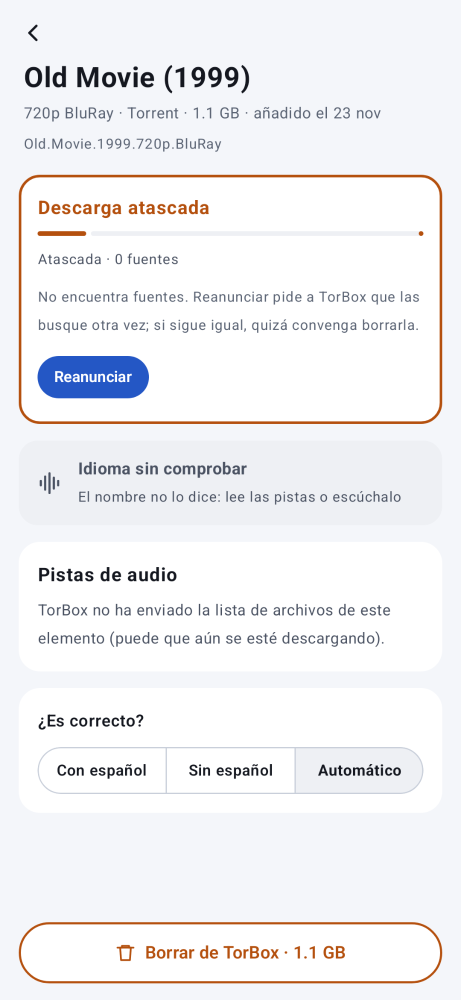 Old Movie (1999)
720p BluRay · Torrent · 1.1 GB · añadido el 23 nov
Old.Movie.1999.720p.BluRay
Descarga atascada
Atascada · 0 fuentes
No encuentra fuentes. Reanunciar pide a TorBox que las
busque otra vez; si sigue igual, quizá convenga borrarla.
Reanunciar
Idioma sin comprobar
El nombre no lo dice: lee las pistas o escúchalo
Pistas de audio
TorBox no ha enviado la lista de archivos de este
elemento (puede que aún se esté descargando).
¿Es correcto?
Con español
Sin español
Automático
Borrar de TorBox · 1.1 GB